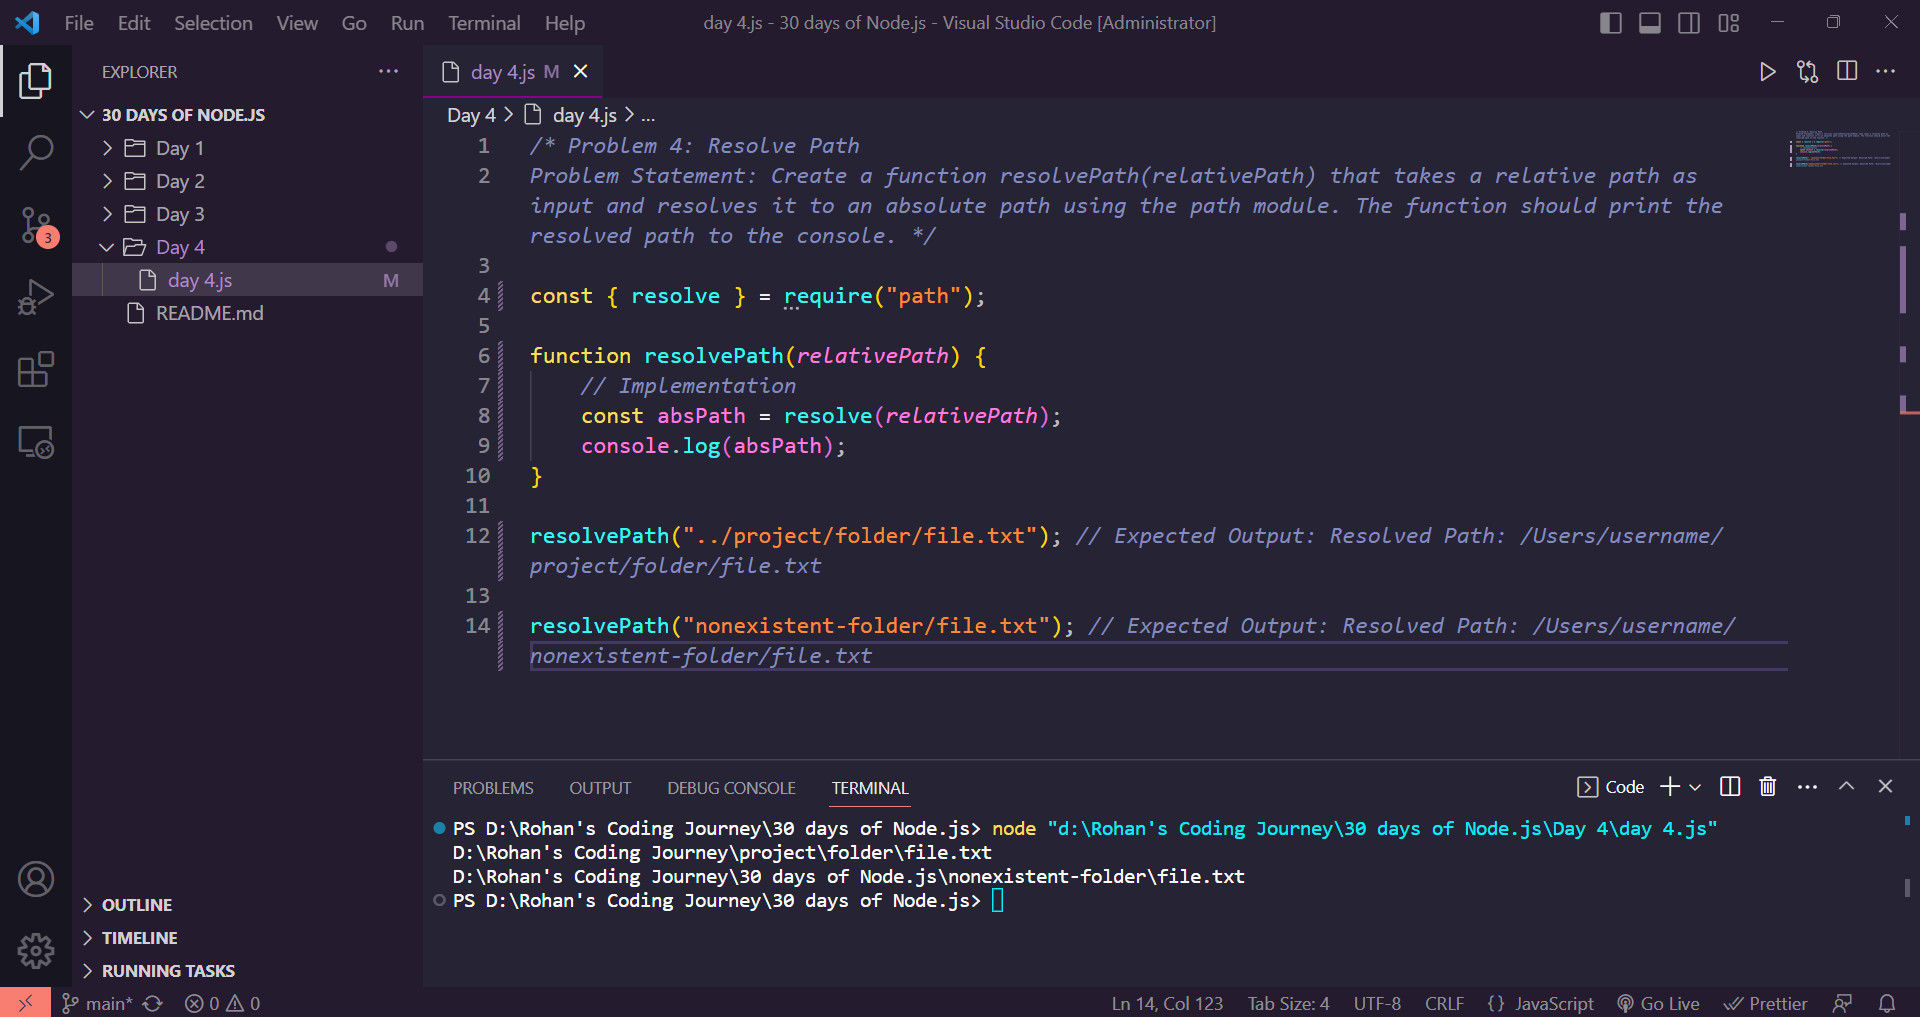 File Edit Selection View Go Run Terminal Help
day 4.js - 30 days of Node.js - Visual Studio Code [Administrator]
EXPLORER
30 DAYS OF NODE.JS
Day 1
Day 2
Day 3
Day 4
day 4.js M
README.md
3
OUTLINE
TIMELINE
RUNNING TASKS
day 4.js M
Day 4 > day 4.js > ...
1 /* Problem 4: Resolve Path
2 Problem Statement: Create a function resolvePath(relativePath) that takes a relative path as
input and resolves it to an absolute path using the path module. The function should print the
resolved path to the console. */
3
4 const { resolve } = require("path");
5
6 function resolvePath(relativePath) {
7 // Implementation
8 const absPath = resolve(relativePath);
9 console.log(absPath);
10 }
11
12 resolvePath("../project/folder/file.txt"); // Expected Output: Resolved Path: /Users/username/
project/folder/file.txt
13
14 resolvePath("nonexistent-folder/file.txt"); // Expected Output: Resolved Path: /Users/username/
nonexistent-folder/file.txt
PROBLEMS OUTPUT DEBUG CONSOLE TERMINAL Code
PS D:\Rohan's Coding Journey\30 days of Node.js> node "d:\Rohan's Coding Journey\30 days of Node.js\Day 4\day 4.js"
D:\Rohan's Coding Journey\project\folder\file.txt
D:\Rohan's Coding Journey\30 days of Node.js\nonexistent-folder\file.txt
PS D:\Rohan's Coding Journey\30 days of Node.js>
main* 0 0 Ln 14, Col 123 Tab Size: 4 UTF-8 CRLF {} JavaScript Go Live Prettier